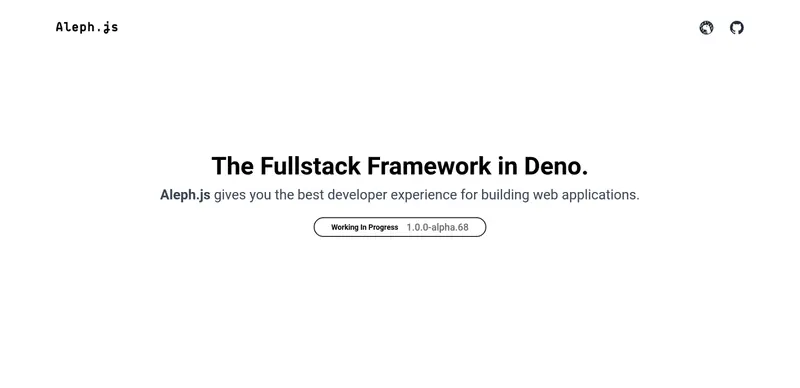 Aleph.js
The Fullstack Framework in Deno.
Aleph.js gives you the best developer experience for building web applications.
Working In Progress 1.0.0-alpha.68